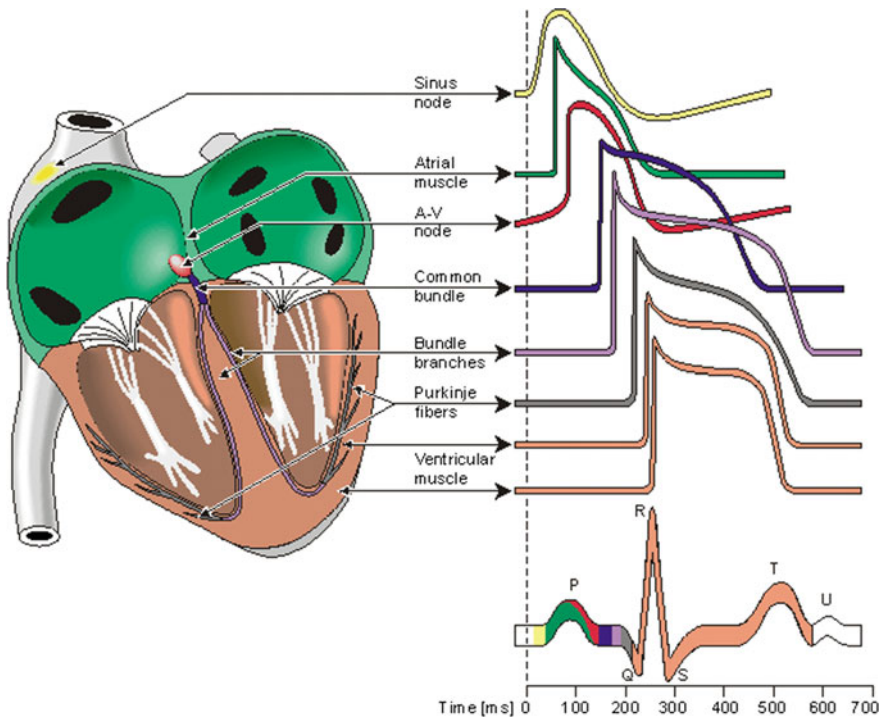 Sinus
node
Atrial
muscle
A-V
node
Common
bundle
Bundle
branches
Purkinje
fibers
Ventricular
muscle
R
P
T
U
Q
S
Time [ms] 0 100 200 300 400 500 600 700